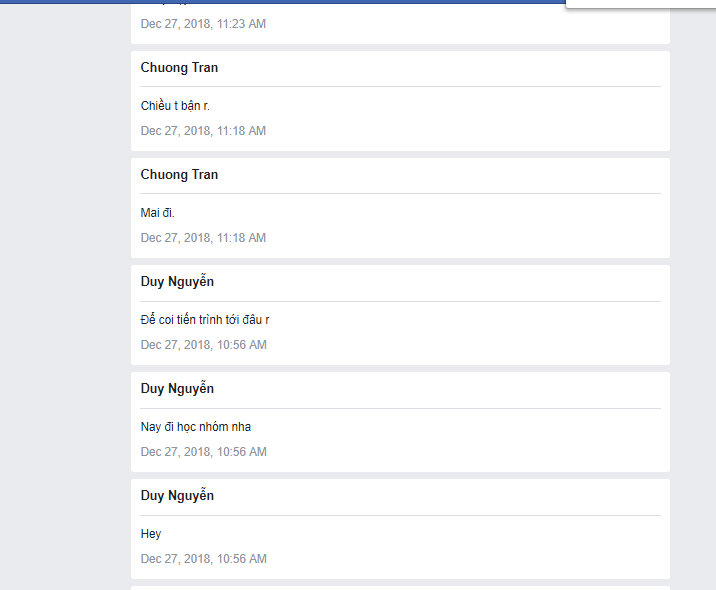 Dec 27, 2018, 11:23 AM
Chuong Tran
Chiều t bận r.
Dec 27, 2018, 11:18 AM
Chuong Tran
Mai đi.
Dec 27, 2018, 11:18 AM
Duy Nguyễn
Để coi tiến trình tới đâu r
Dec 27, 2018, 10:56 AM
Duy Nguyễn
Nay đi học nhóm nha
Dec 27, 2018, 10:56 AM
Duy Nguyễn
Hey
Dec 27, 2018, 10:56 AM